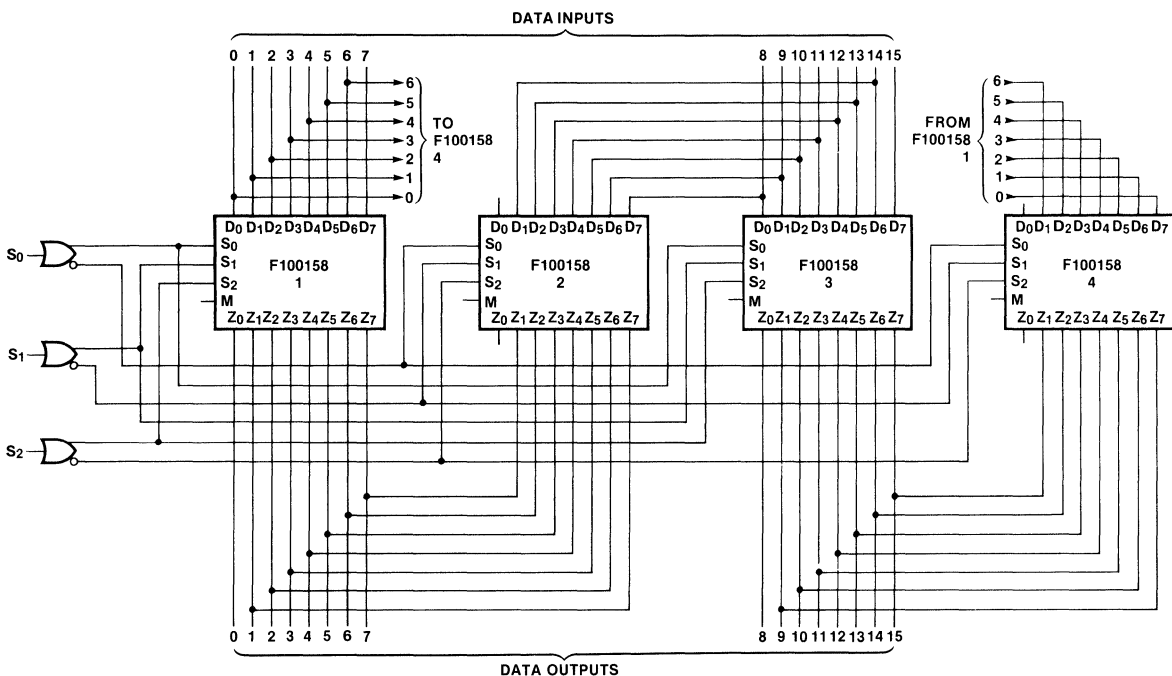 DATA INPUTS
0 1 2 3 4 5 6 7
8 9 10 11 12 13 14 15
6
5
4
3
2
1
0
TO
F100158
4
FROM
F100158
1
6
5
4
3
2
1
0
D0 D1 D2 D3 D4 D5 D6 D7
S0
S1
S2
M
F100158
1
Z0 Z1 Z2 Z3 Z4 Z5 Z6 Z7
D0 D1 D2 D3 D4 D5 D6 D7
S0
S1
S2
M
F100158
2
Z0 Z1 Z2 Z3 Z4 Z5 Z6 Z7
D0 D1 D2 D3 D4 D5 D6 D7
S0
S1
S2
M
F100158
3
Z0 Z1 Z2 Z3 Z4 Z5 Z6 Z7
D0 D1 D2 D3 D4 D5 D6 D7
S0
S1
S2
M
F100158
4
Z0 Z1 Z2 Z3 Z4 Z5 Z6 Z7
S0
S1
S2
0 1 2 3 4 5 6 7
8 9 10 11 12 13 14 15
DATA OUTPUTS